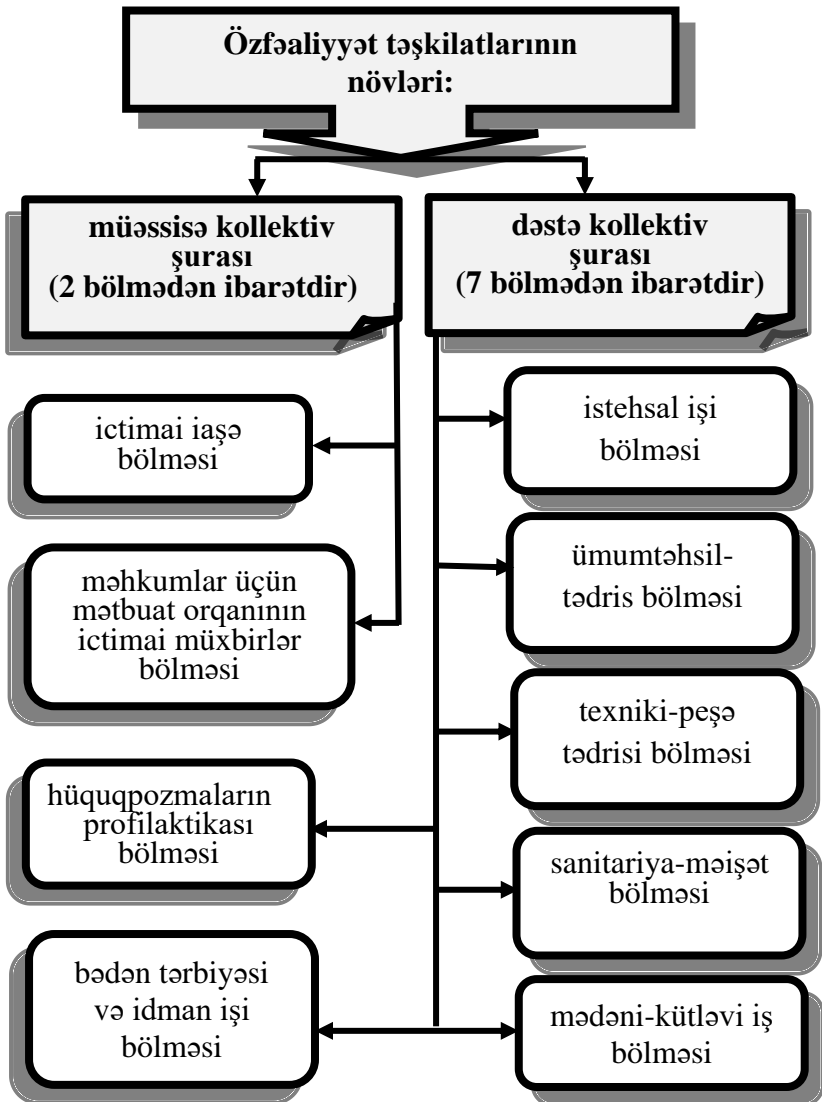 Özfəaliyyət təşkilatlarının
növləri:
müəssisə kollektiv
şurası
(2 bölmədən ibarətdir)
dəstə kollektiv
şurası
(7 bölmədən ibarətdir)
ictimai iaşə
bölməsi
məhkumlar üçün
mətbuat orqanının
ictimai müxbirlər
bölməsi
hüquqpozmaların
profilaktikası
bölməsi
bədən tərbiyəsi
və idman işi
bölməsi
istehsal işi
bölməsi
ümumtəhsil-
tədris bölməsi
texniki-peşə
tədrisi bölməsi
sanitariya-məişət
bölməsi
mədəni-kütləvi iş
bölməsi